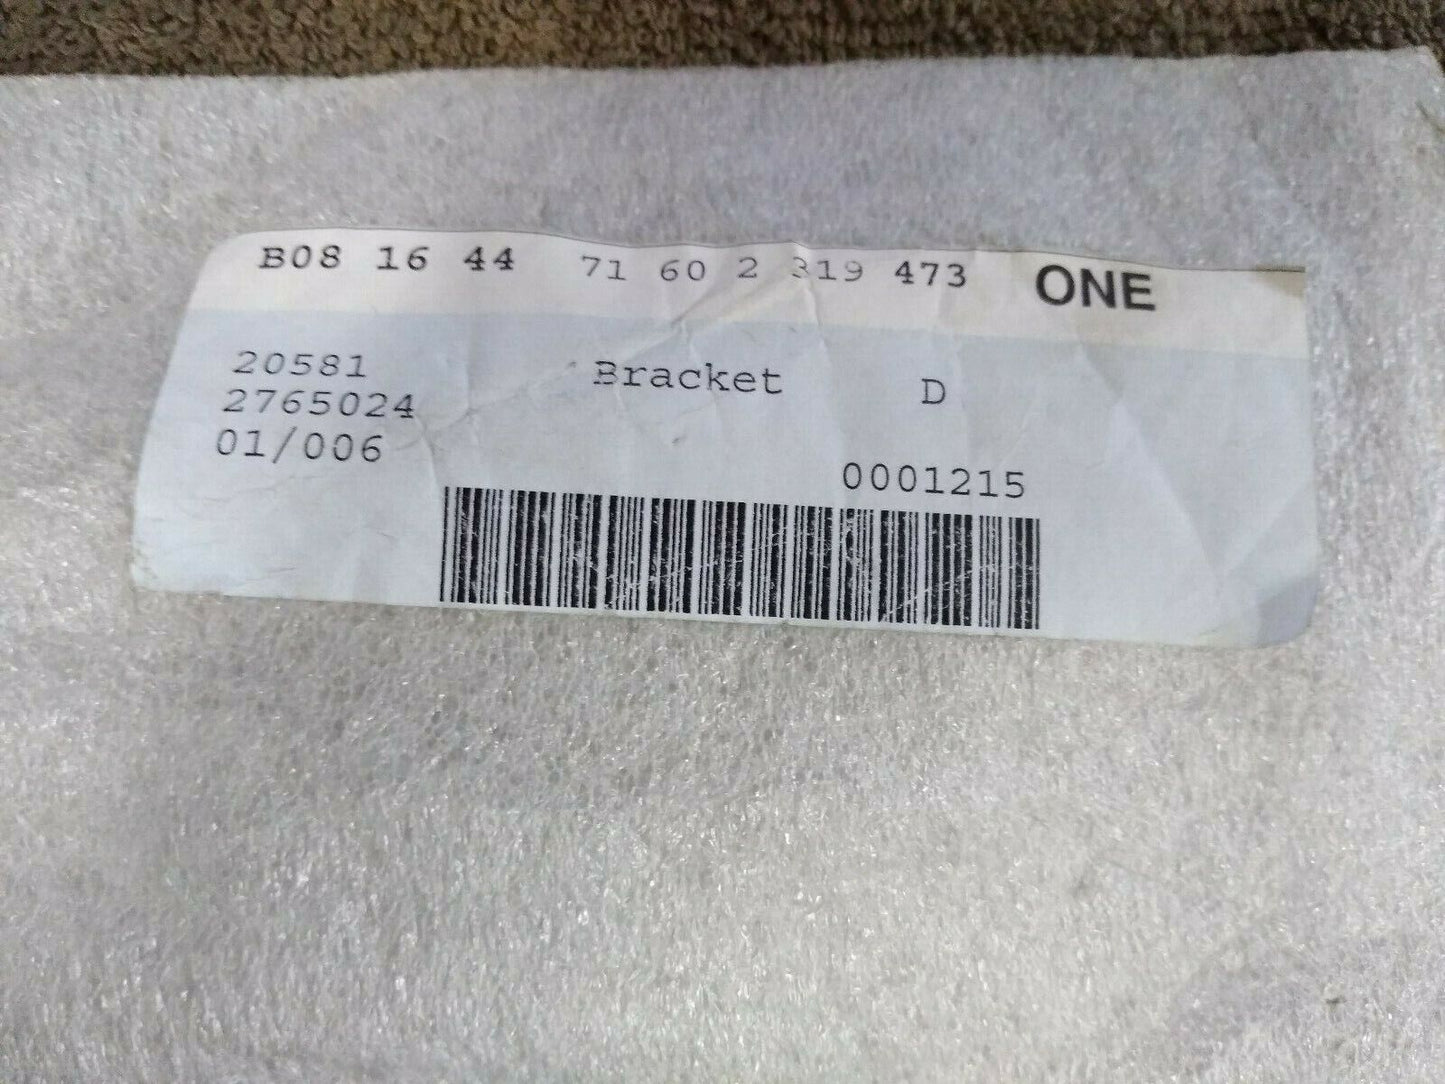 B08 16 44 71 60 2 319 473 ONE
20581 Bracket D
2765024
01/006
0001215